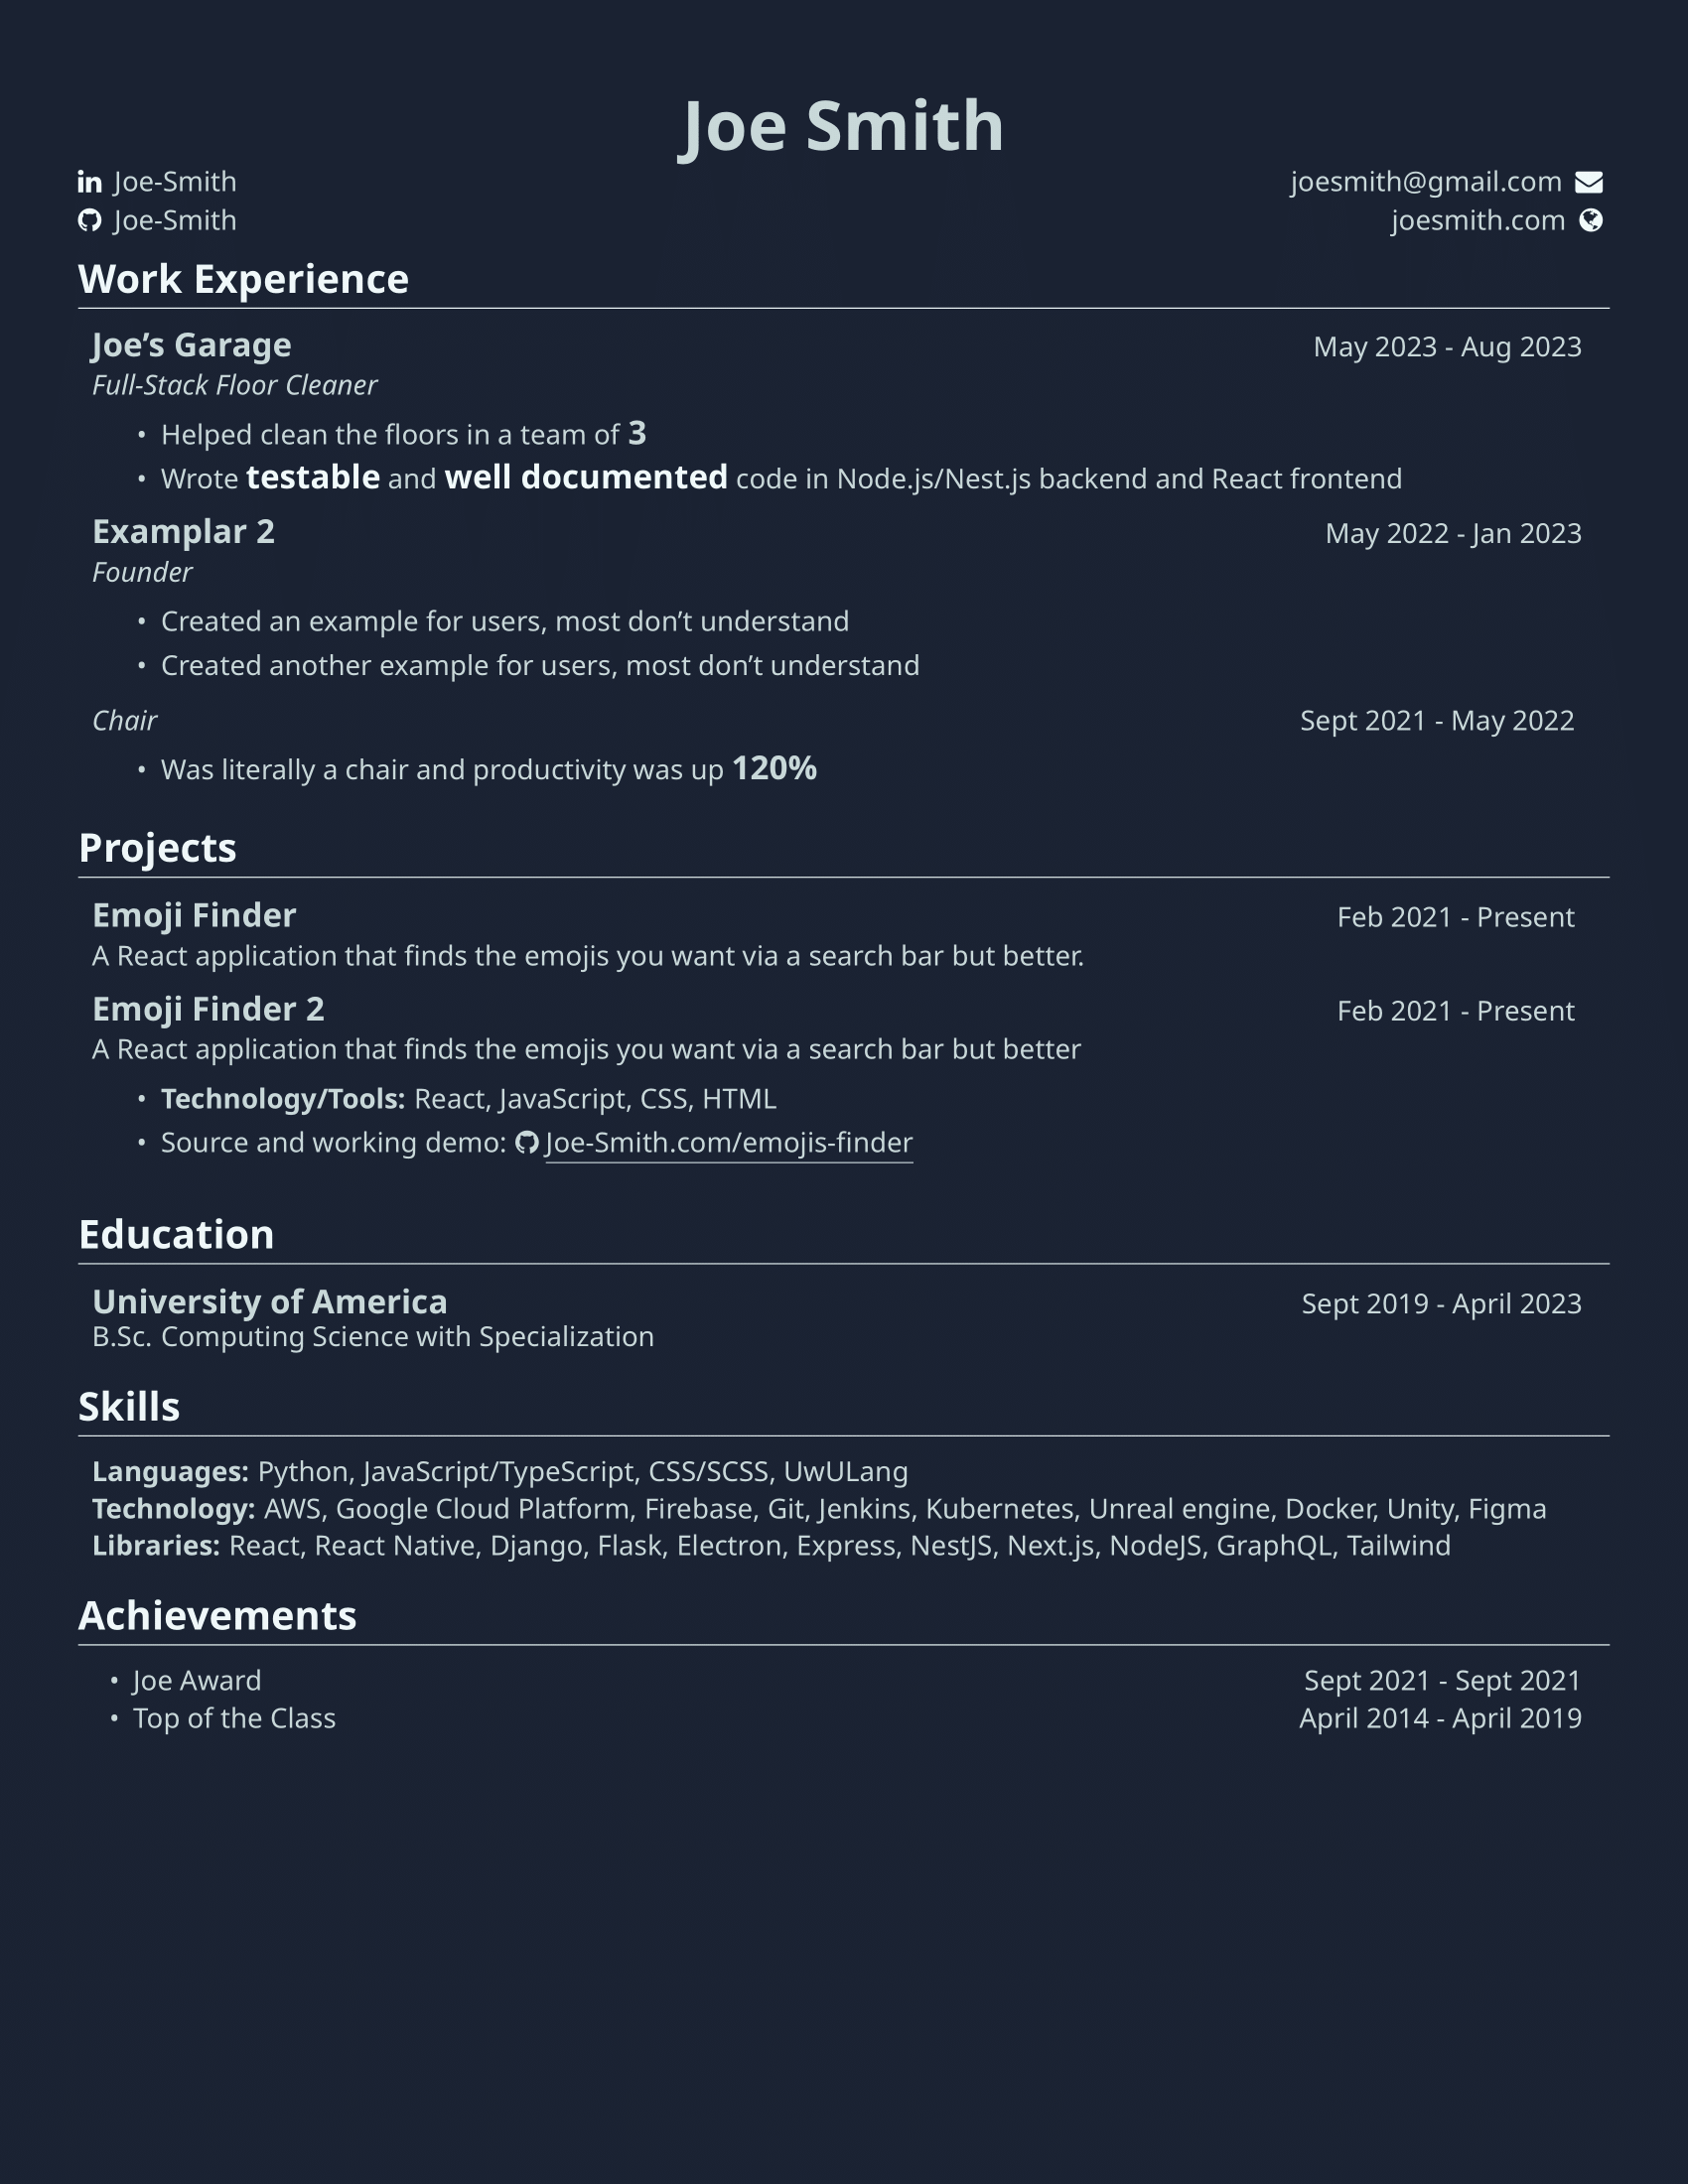 Joe Smith
in Joe-Smith joesmith@gmail.com
Joe-Smith joesmith.com
Work Experience
Joe’s Garage May 2023 - Aug 2023
Full-Stack Floor Cleaner
• Helped clean the floors in a team of 3
• Wrote testable and well documented code in Node.js/Nest.js backend and React frontend
Examplar 2 May 2022 - Jan 2023
Founder
• Created an example for users, most don’t understand
• Created another example for users, most don’t understand
Chair Sept 2021 - May 2022
• Was literally a chair and productivity was up 120%
Projects
Emoji Finder Feb 2021 - Present
A React application that finds the emojis you want via a search bar but better.
Emoji Finder 2 Feb 2021 - Present
A React application that finds the emojis you want via a search bar but better
• Technology/Tools: React, JavaScript, CSS, HTML
• Source and working demo: Joe-Smith.com/emojis-finder
Education
University of America Sept 2019 - April 2023
B.Sc. Computing Science with Specialization
Skills
Languages: Python, JavaScript/TypeScript, CSS/SCSS, UwULang
Technology: AWS, Google Cloud Platform, Firebase, Git, Jenkins, Kubernetes, Unreal engine, Docker, Unity, Figma
Libraries: React, React Native, Django, Flask, Electron, Express, NestJS, Next.js, NodeJS, GraphQL, Tailwind
Achievements
• Joe Award Sept 2021 - Sept 2021
• Top of the Class April 2014 - April 2019